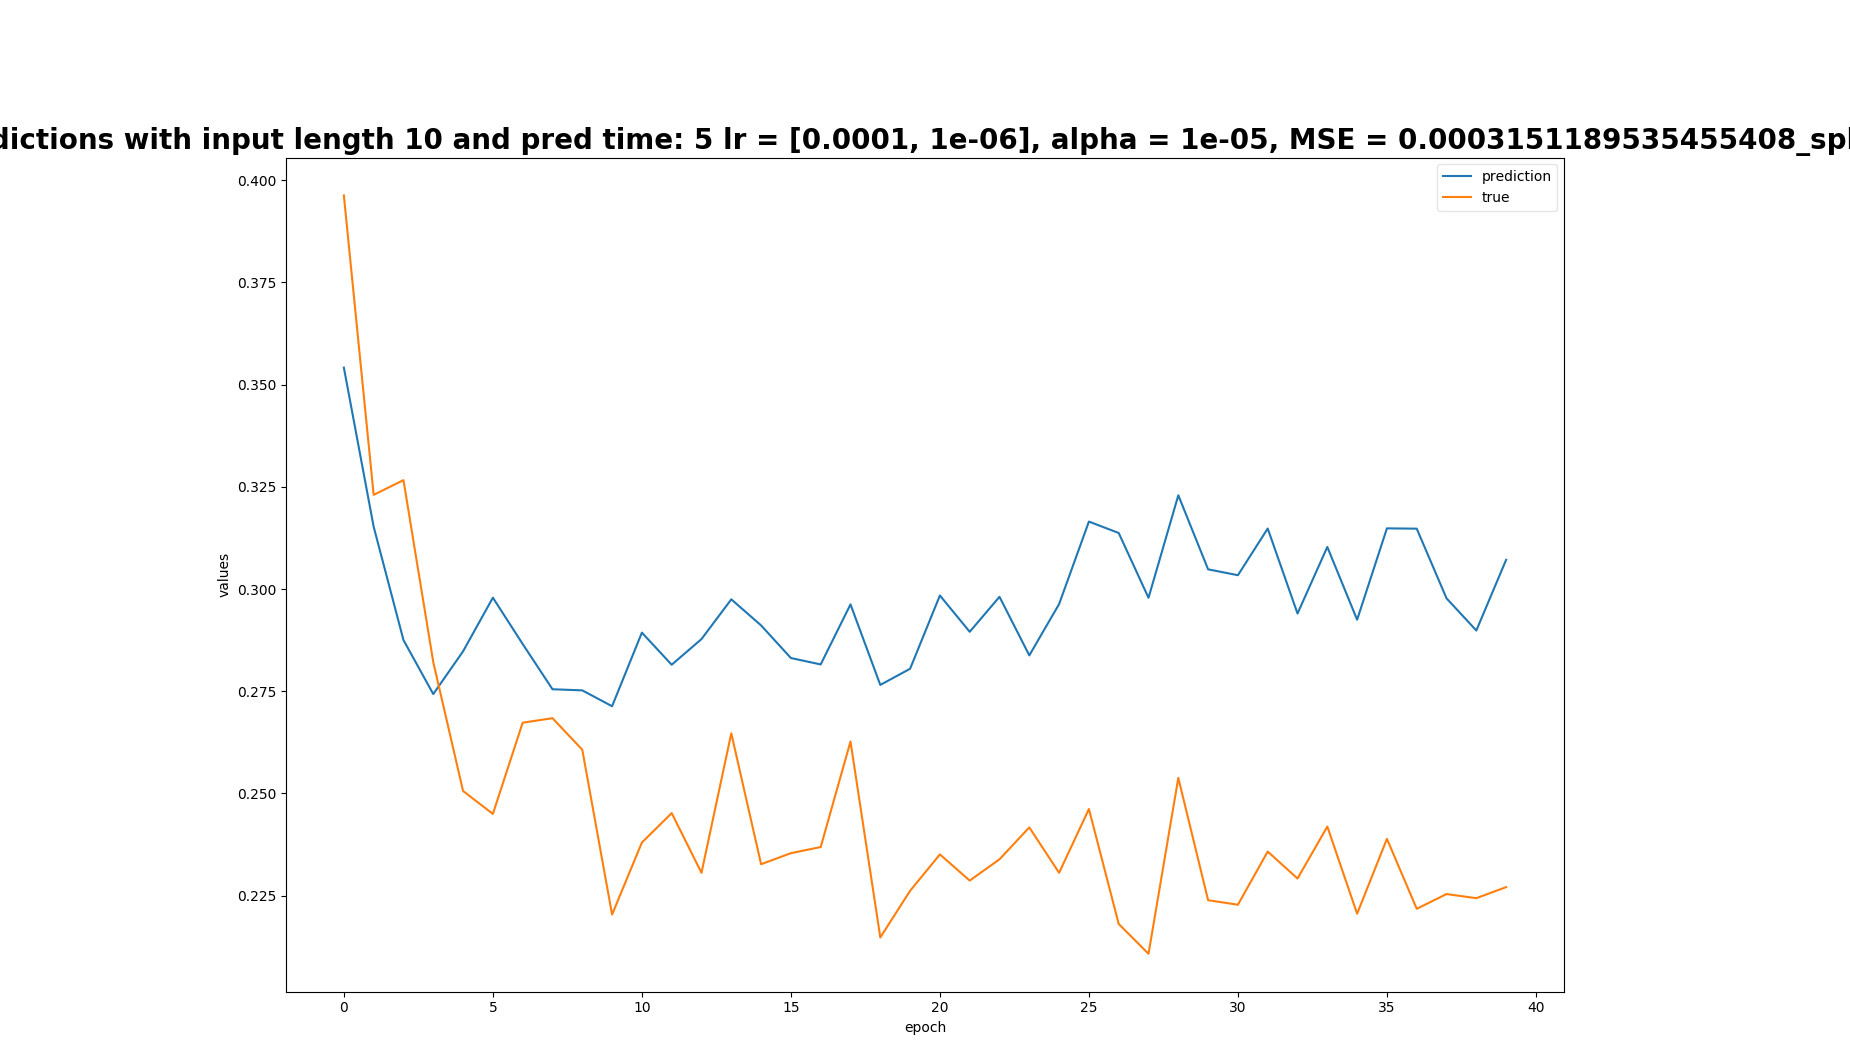 dictions with input length 10 and pred time: 5 lr = [0.0001, 1e-06], alpha = 1e-05, MSE = 0.0003151189535455408_spl
prediction
true
0.400
0.375
0.350
0.325
0.300
0.275
0.250
0.225
values
0 5 10 15 20 25 30 35 40
epoch